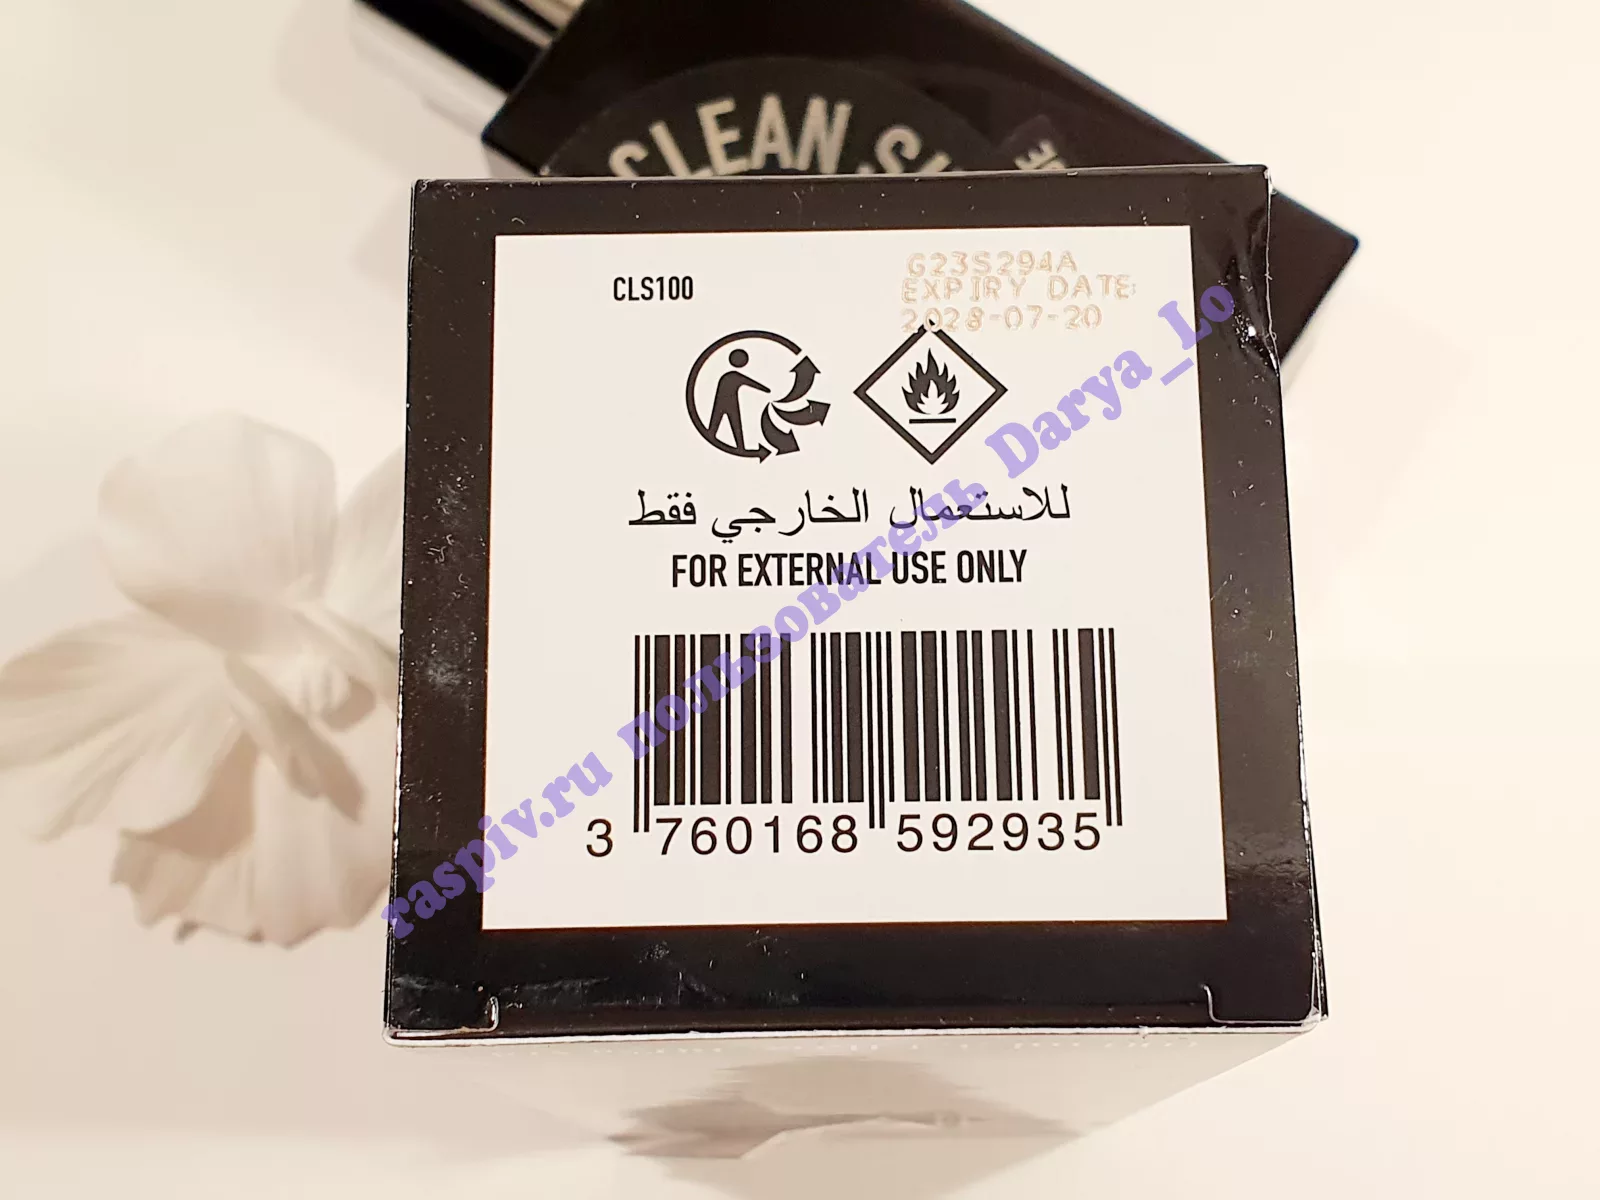 CLEAN
CLS100
G23S294A
EXPIRY DATE:
2028-07-20
للاستعمال الخارجي فقط
FOR EXTERNAL USE ONLY
3 760168 592935
raspiv.ru пользователь Darya_Lo